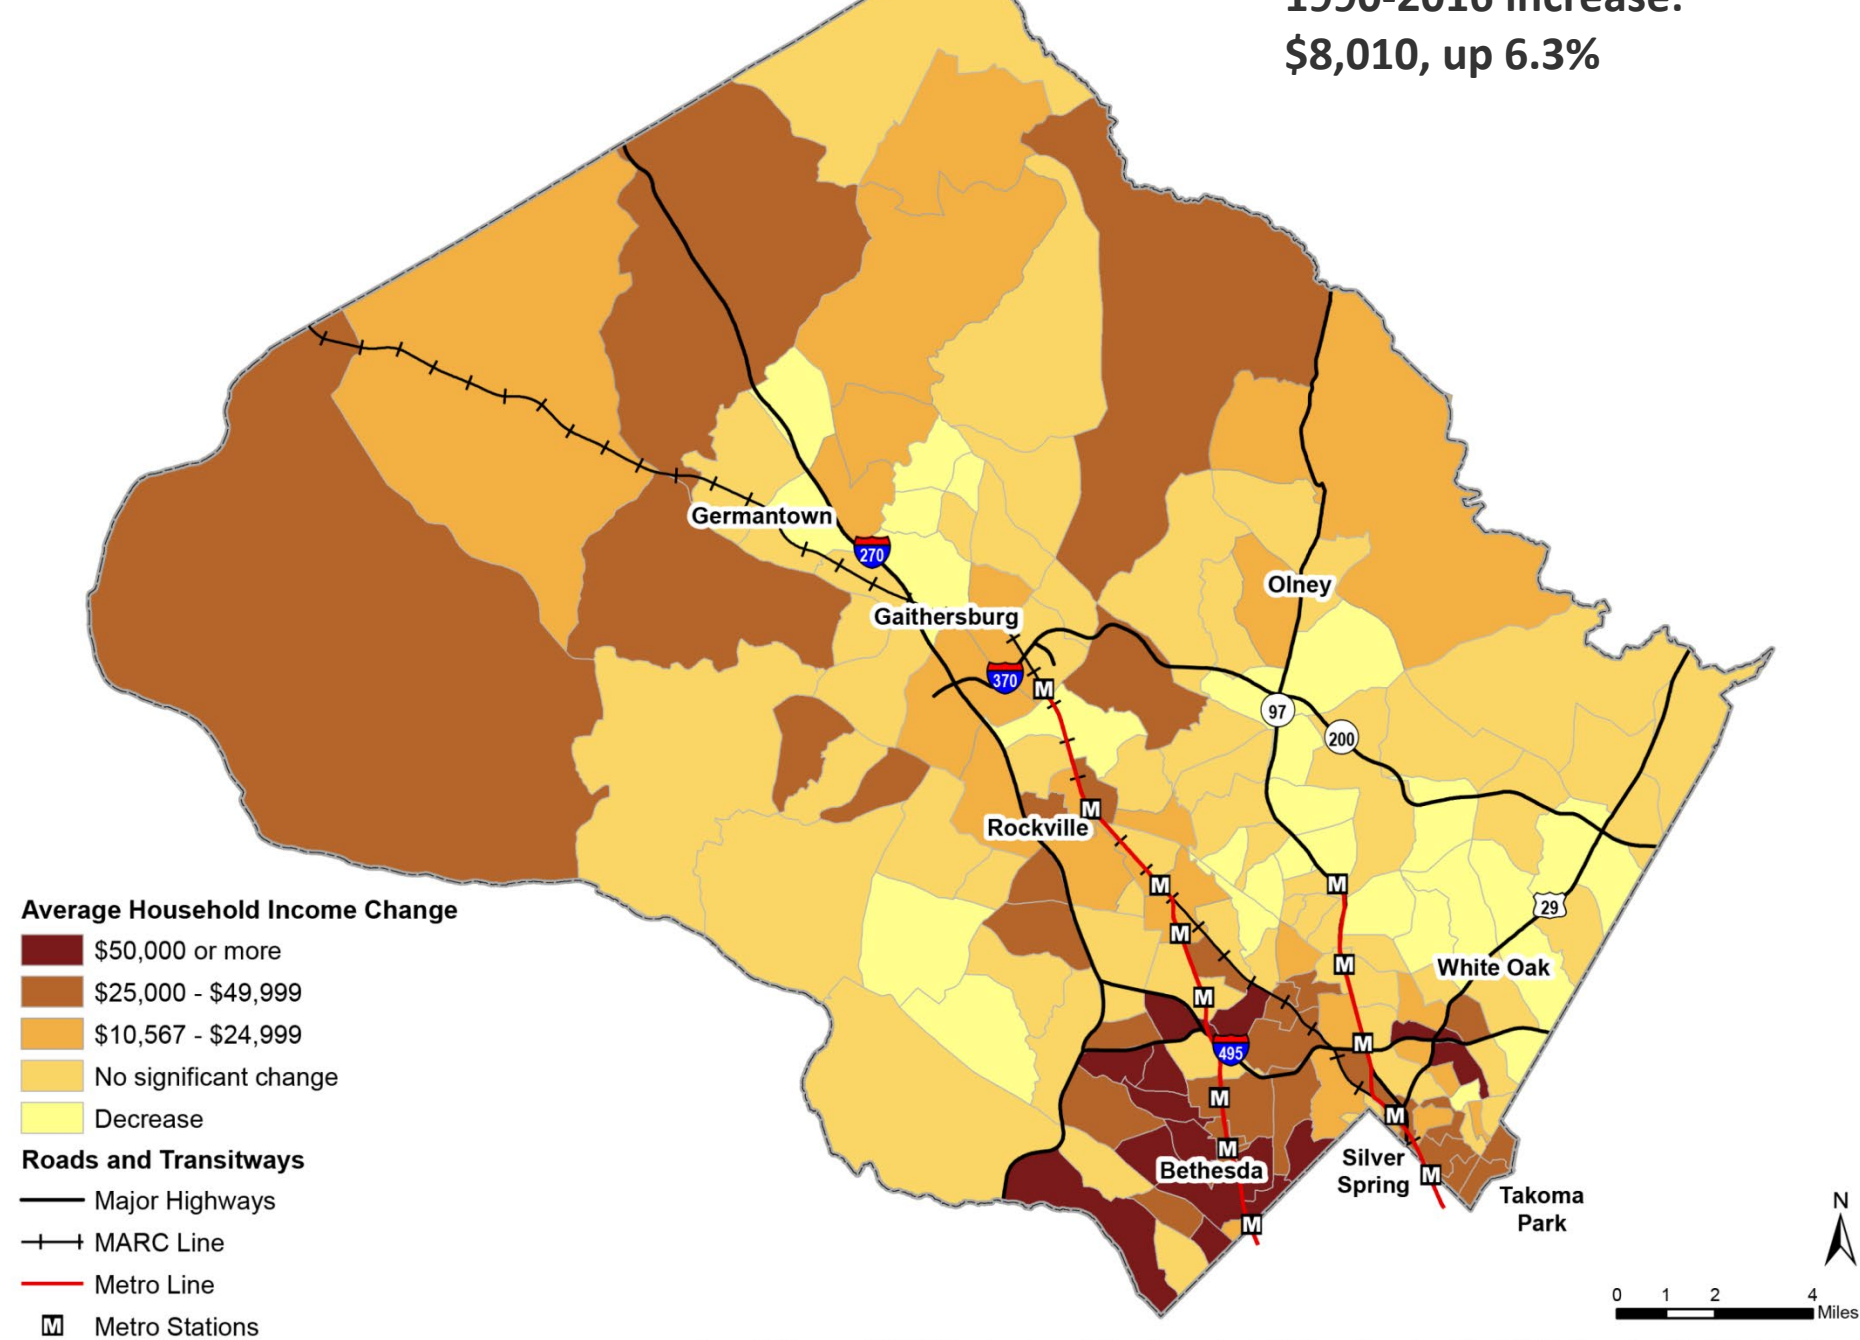 1990-2016 increase:
$8,010, up 6.3%
Germantown
270
Gaithersburg
370
Olney
97
200
Rockville
29
White Oak
495
Bethesda
Silver
Spring
Takoma
Park
M
M
M
M
M
M
M
M
M
M
M
M
M
Average Household Income Change
$50,000 or more
$25,000 - $49,999
$10,567 - $24,999
No significant change
Decrease
Roads and Transitways
Major Highways
MARC Line
Metro Line
M Metro Stations
N
0 1 2 4
Miles